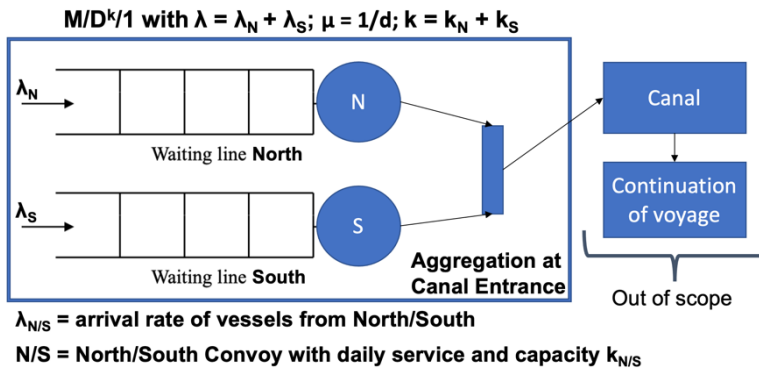 M/Dᵏ/1 with λ = λ_N + λ_S; μ = 1/d; k = k_N + k_S
λ_N
N
Waiting line North
λ_S
S
Waiting line South
Aggregation at
Canal Entrance
Canal
Continuation
of voyage
Out of scope
λ_N/S = arrival rate of vessels from North/South
N/S = North/South Convoy with daily service and capacity k_N/S